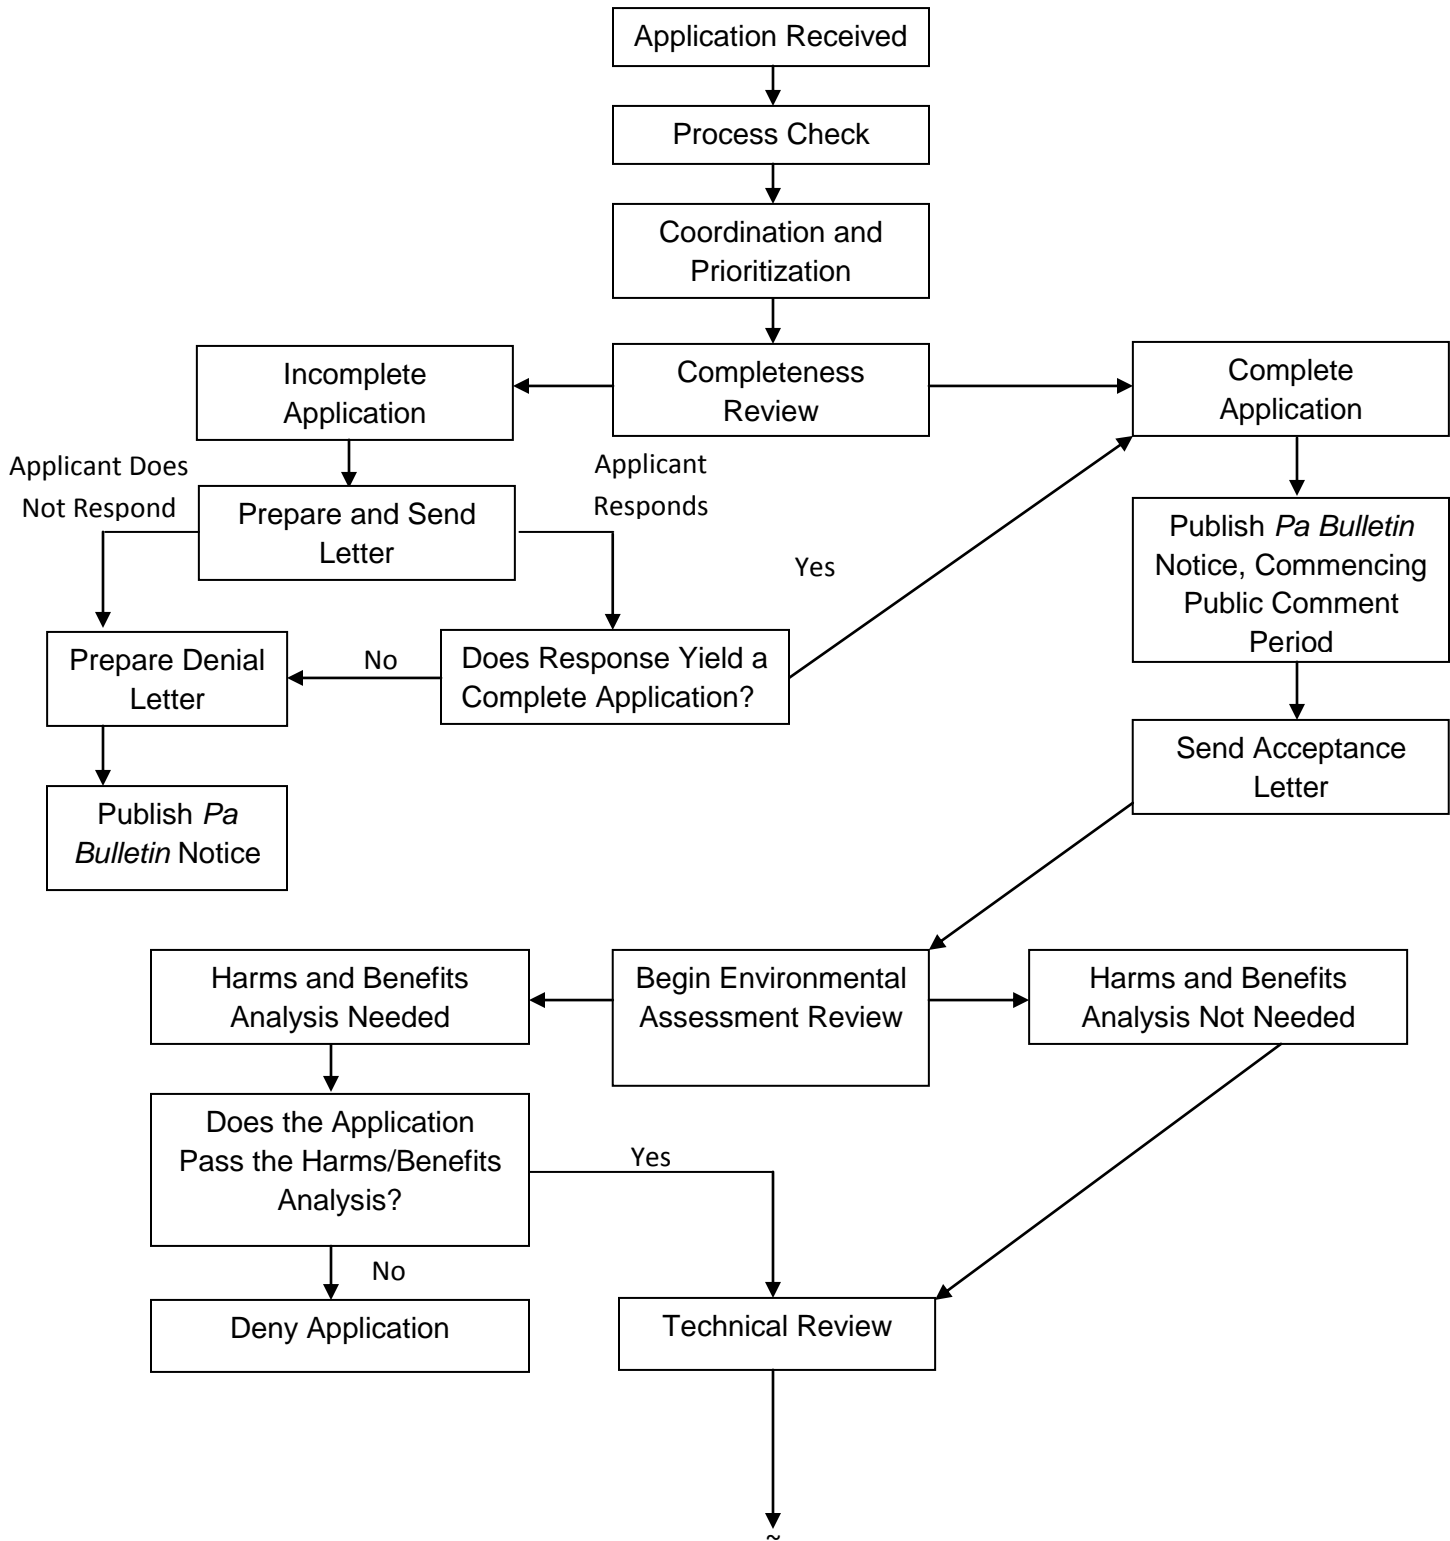 Application Received
Process Check
Coordination and
Prioritization
Completeness
Review
Incomplete
Application
Complete
Application
Applicant Does
Not Respond
Applicant
Responds
Prepare and Send
Letter
Publish Pa Bulletin
Notice, Commencing
Public Comment
Period
Yes
Prepare Denial
Letter
No
Does Response Yield a
Complete Application?
Send Acceptance
Letter
Publish Pa
Bulletin Notice
Harms and Benefits
Analysis Needed
Begin Environmental
Assessment Review
Harms and Benefits
Analysis Not Needed
Does the Application
Pass the Harms/Benefits
Analysis?
Yes
No
Deny Application
Technical Review
~